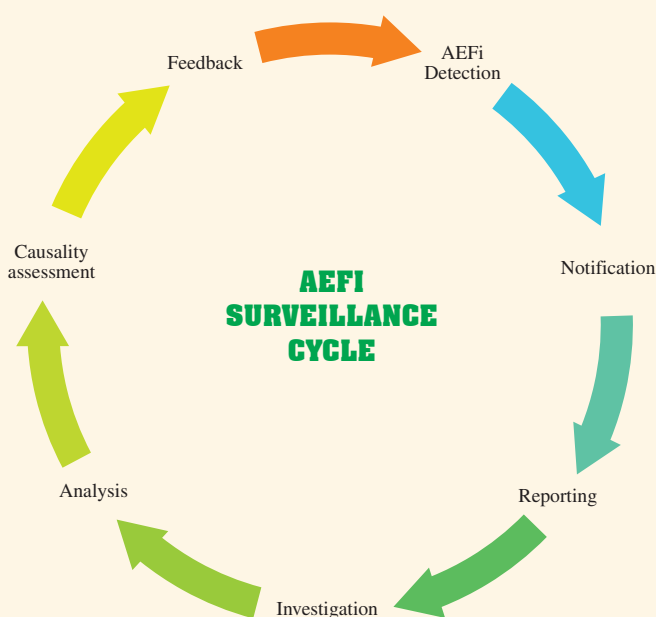 AEFI
SURVEILLANCE
CYCLE
AEFi
Detection
Notification
Reporting
Investigation
Analysis
Causality
assessment
Feedback